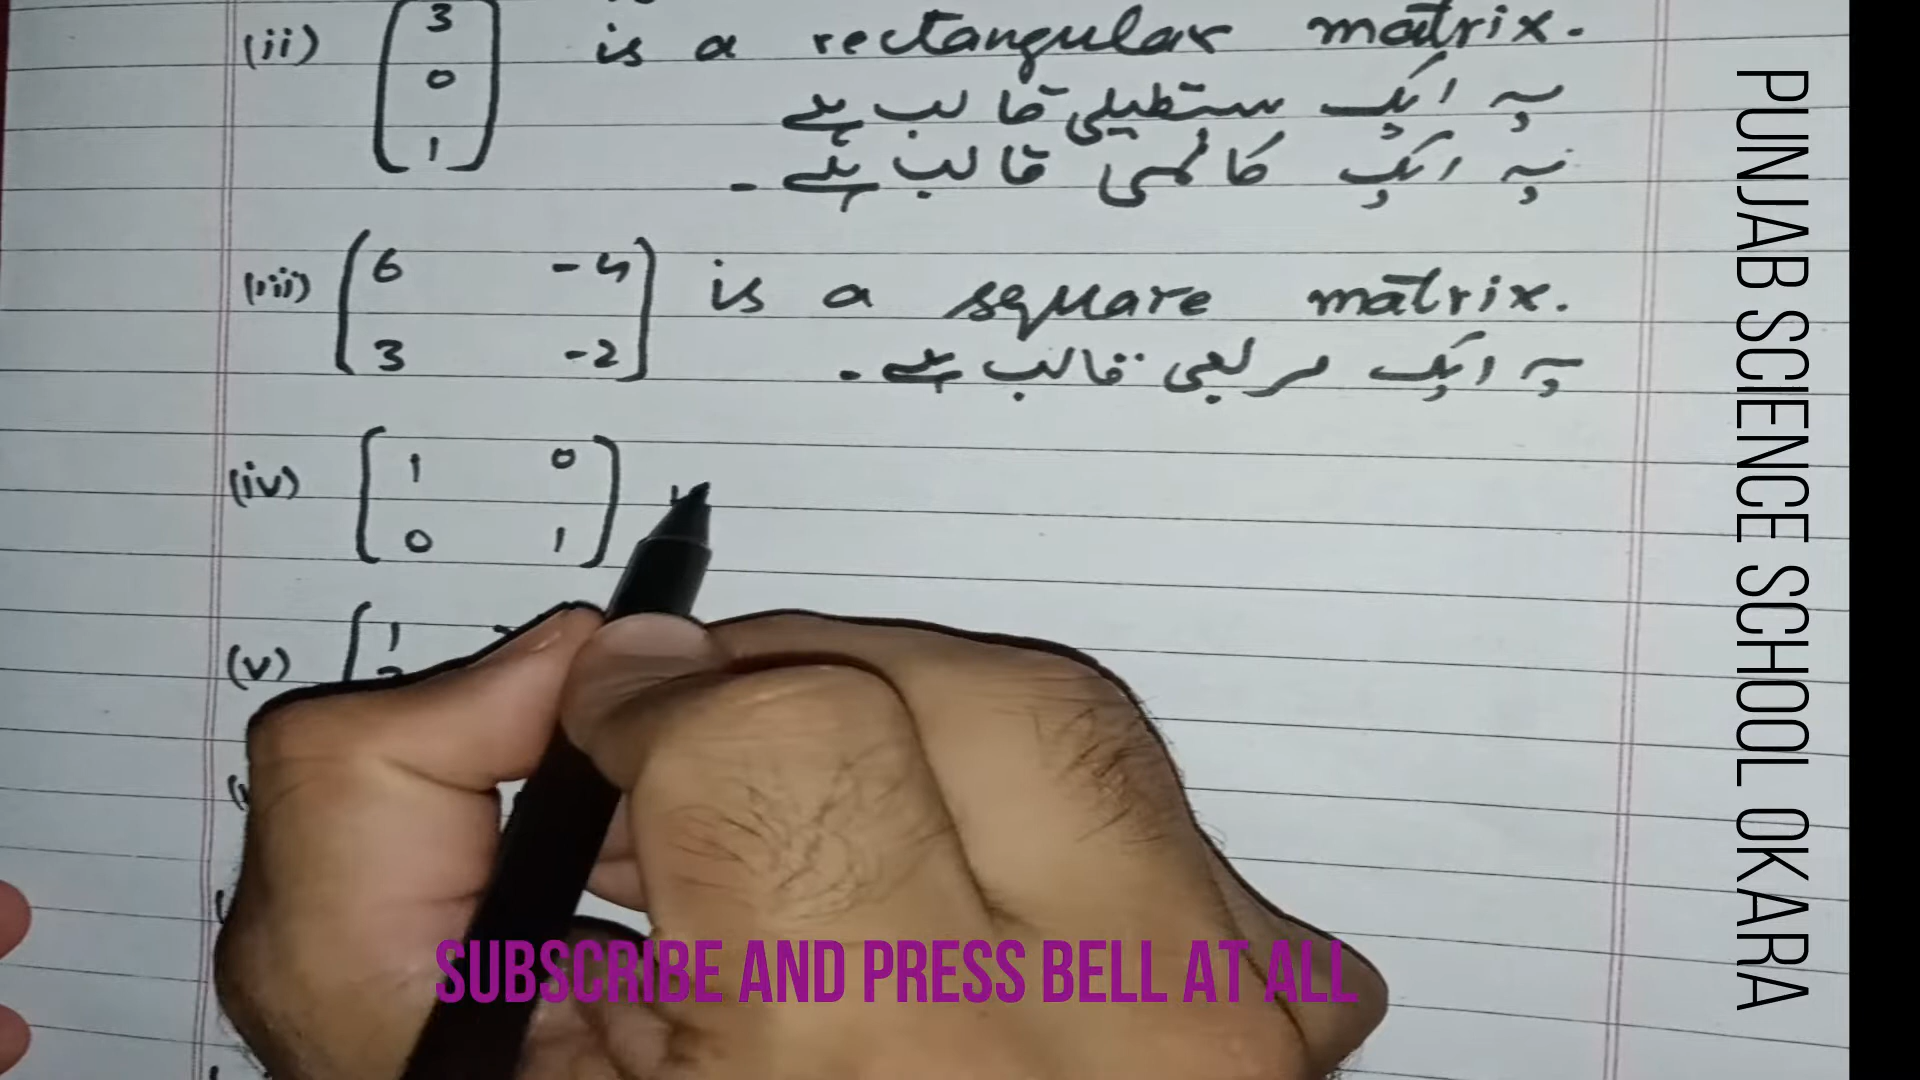 (ii) [3 is a rectangular matrix.
0 یہ ایک مستطیلی قالب ہے
1] یہ ایک کالمی قالب ہے ۔
(iii) [6 -4 is a square matrix.
3 -2] یہ ایک مربعی قالب ہے ۔
(iv) [1 0
0 1]
(v) [1
PUNJAB SCIENCE SCHOOL OKARA
SUBSCRIBE AND PRESS BELL AT ALL